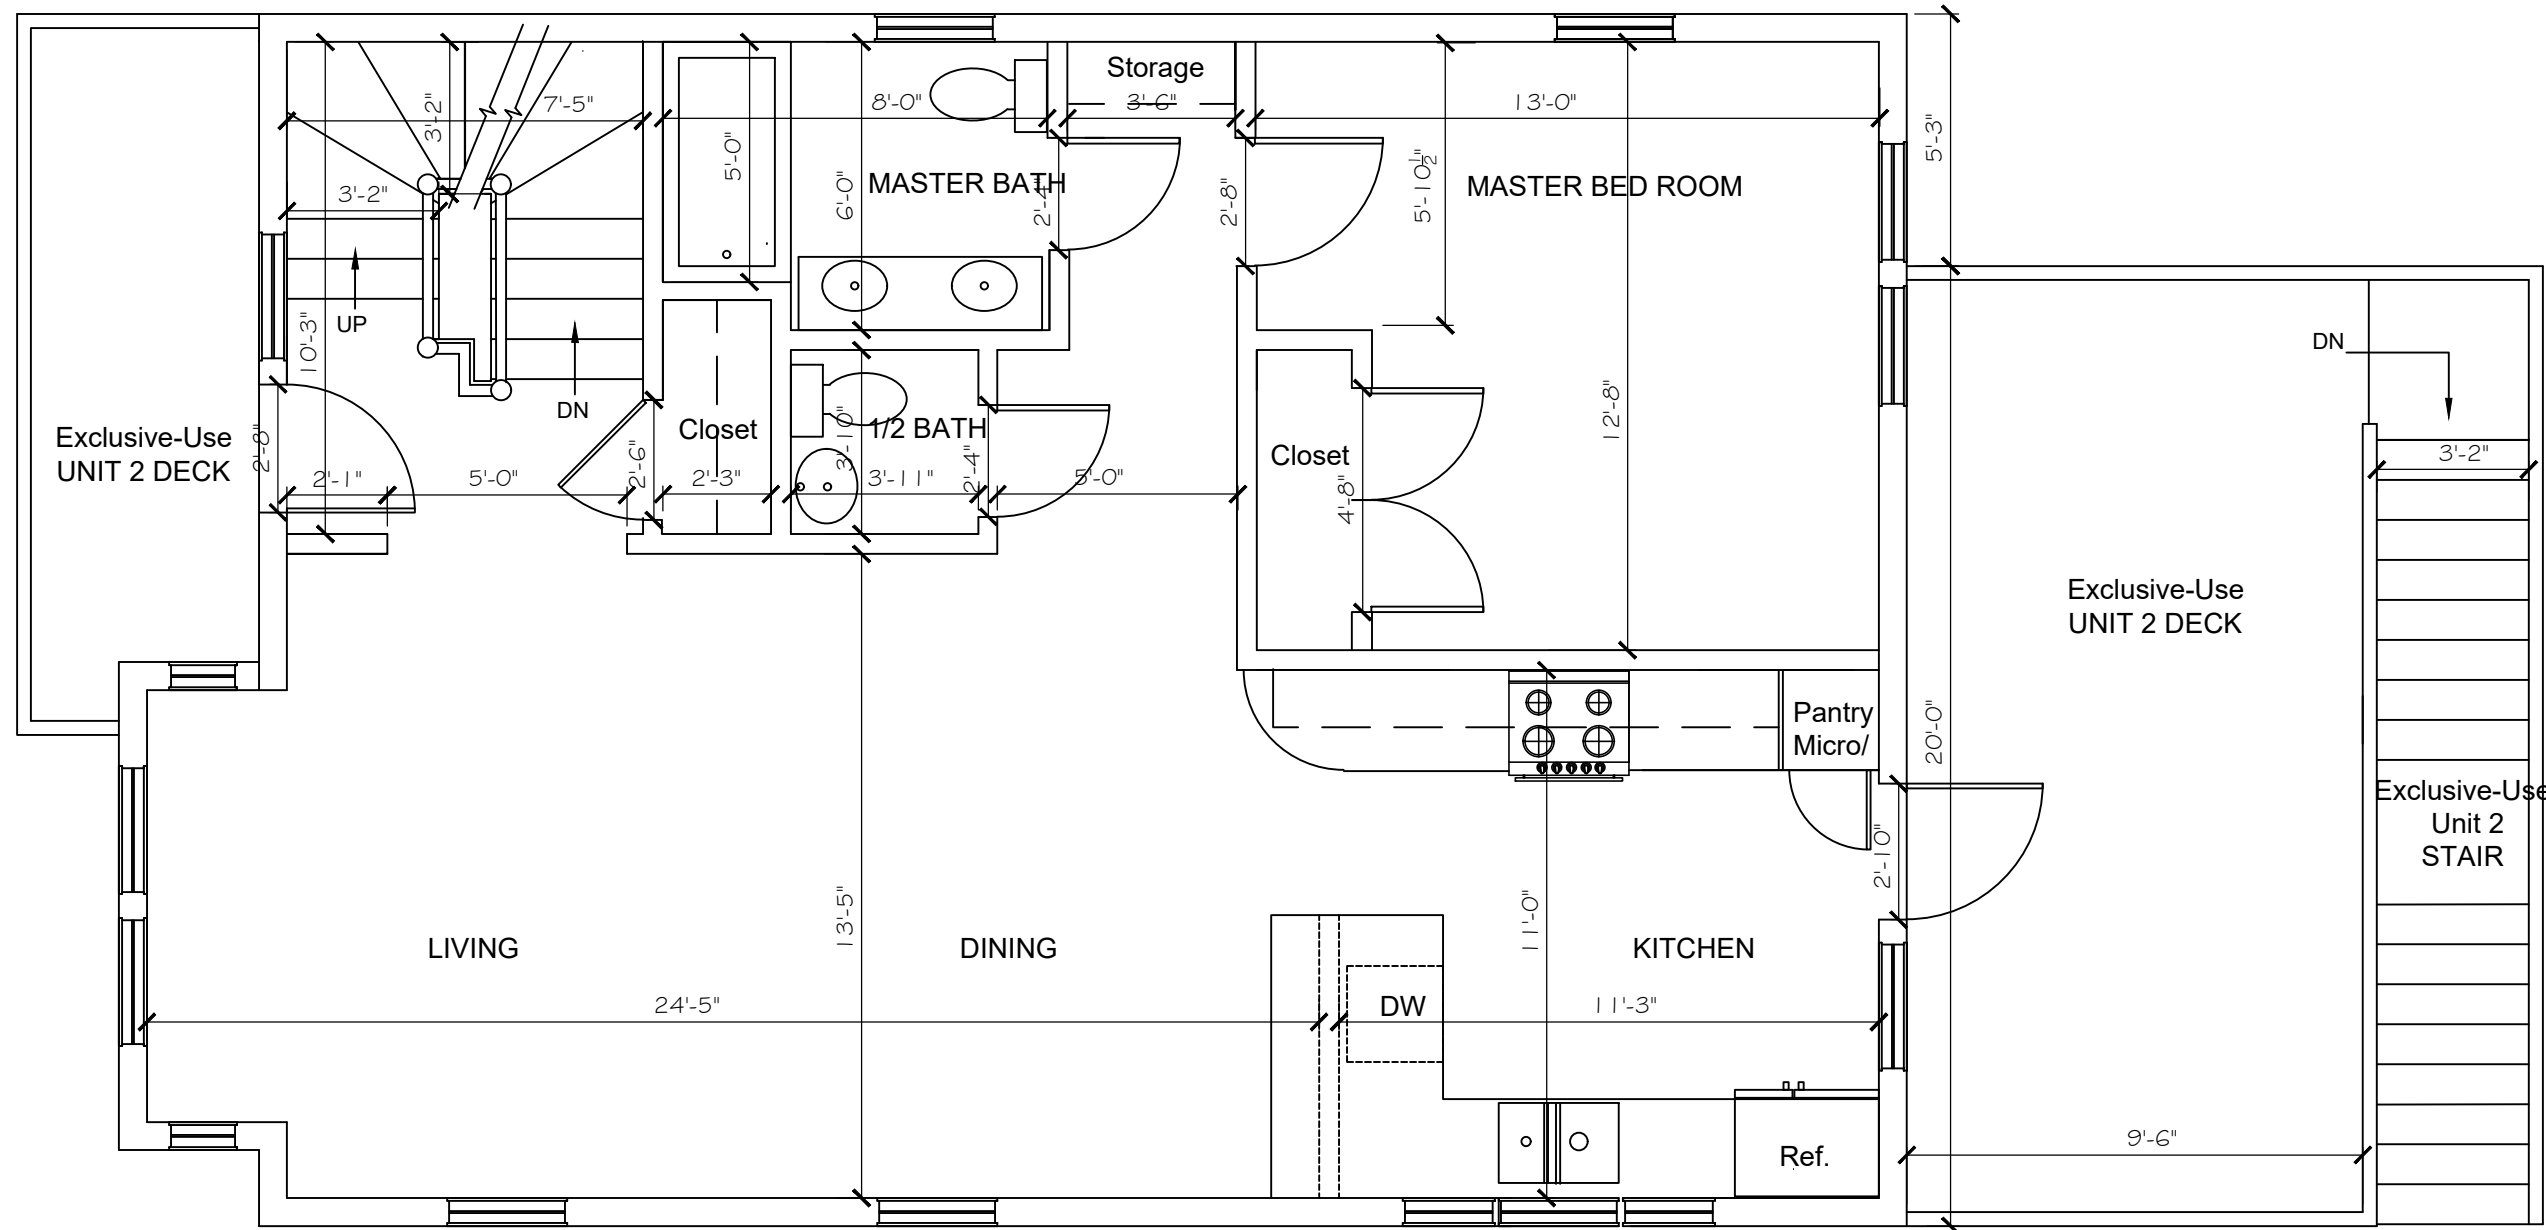 Storage
7'-5"
8'-0"
3'-6"
13'-0"
3'-2"
5'-3"
5'-0"
5'-10 1/2"
MASTER BATH
MASTER BED ROOM
3'-2"
6'-0"
2'-4"
2'-8"
UP
10'-3"
DN
DN
12'-8"
Exclusive-Use
UNIT 2 DECK
2'-8"
Closet
1/2 BATH
3'-10"
Closet
3'-2"
2'-1"
5'-0"
2'-6"
2'-3"
3'-11"
2'-4"
5'-0"
4'-8"
Exclusive-Use
UNIT 2 DECK
Pantry
Micro/
20'-0"
Exclusive-Use
Unit 2
STAIR
2'-10"
13'-5"
11'-0"
LIVING
DINING
KITCHEN
24'-5"
DW
11'-3"
9'-6"
Ref.